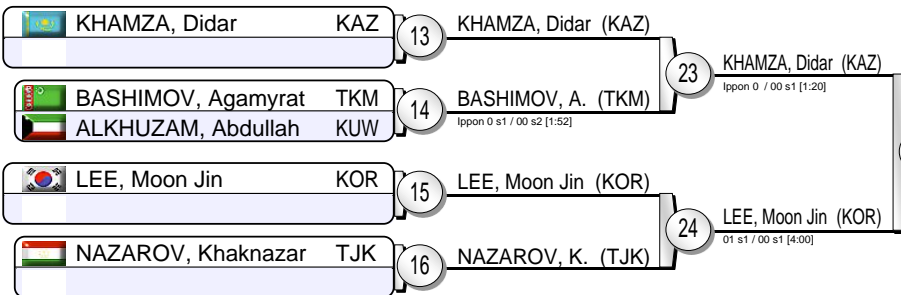 KHAMZA, Didar KAZ
13
KHAMZA, Didar (KAZ)
BASHIMOV, Agamyrat TKM
ALKHUZAM, Abdullah KUW
14
BASHIMOV, A. (TKM)
Ippon 0 s1 / 00 s2 [1:52]
23
KHAMZA, Didar (KAZ)
Ippon 0 / 00 s1 [1:20]
LEE, Moon Jin KOR
15
LEE, Moon Jin (KOR)
NAZAROV, Khaknazar TJK
16
NAZAROV, K. (TJK)
24
LEE, Moon Jin (KOR)
01 s1 / 00 s1 [4:00]